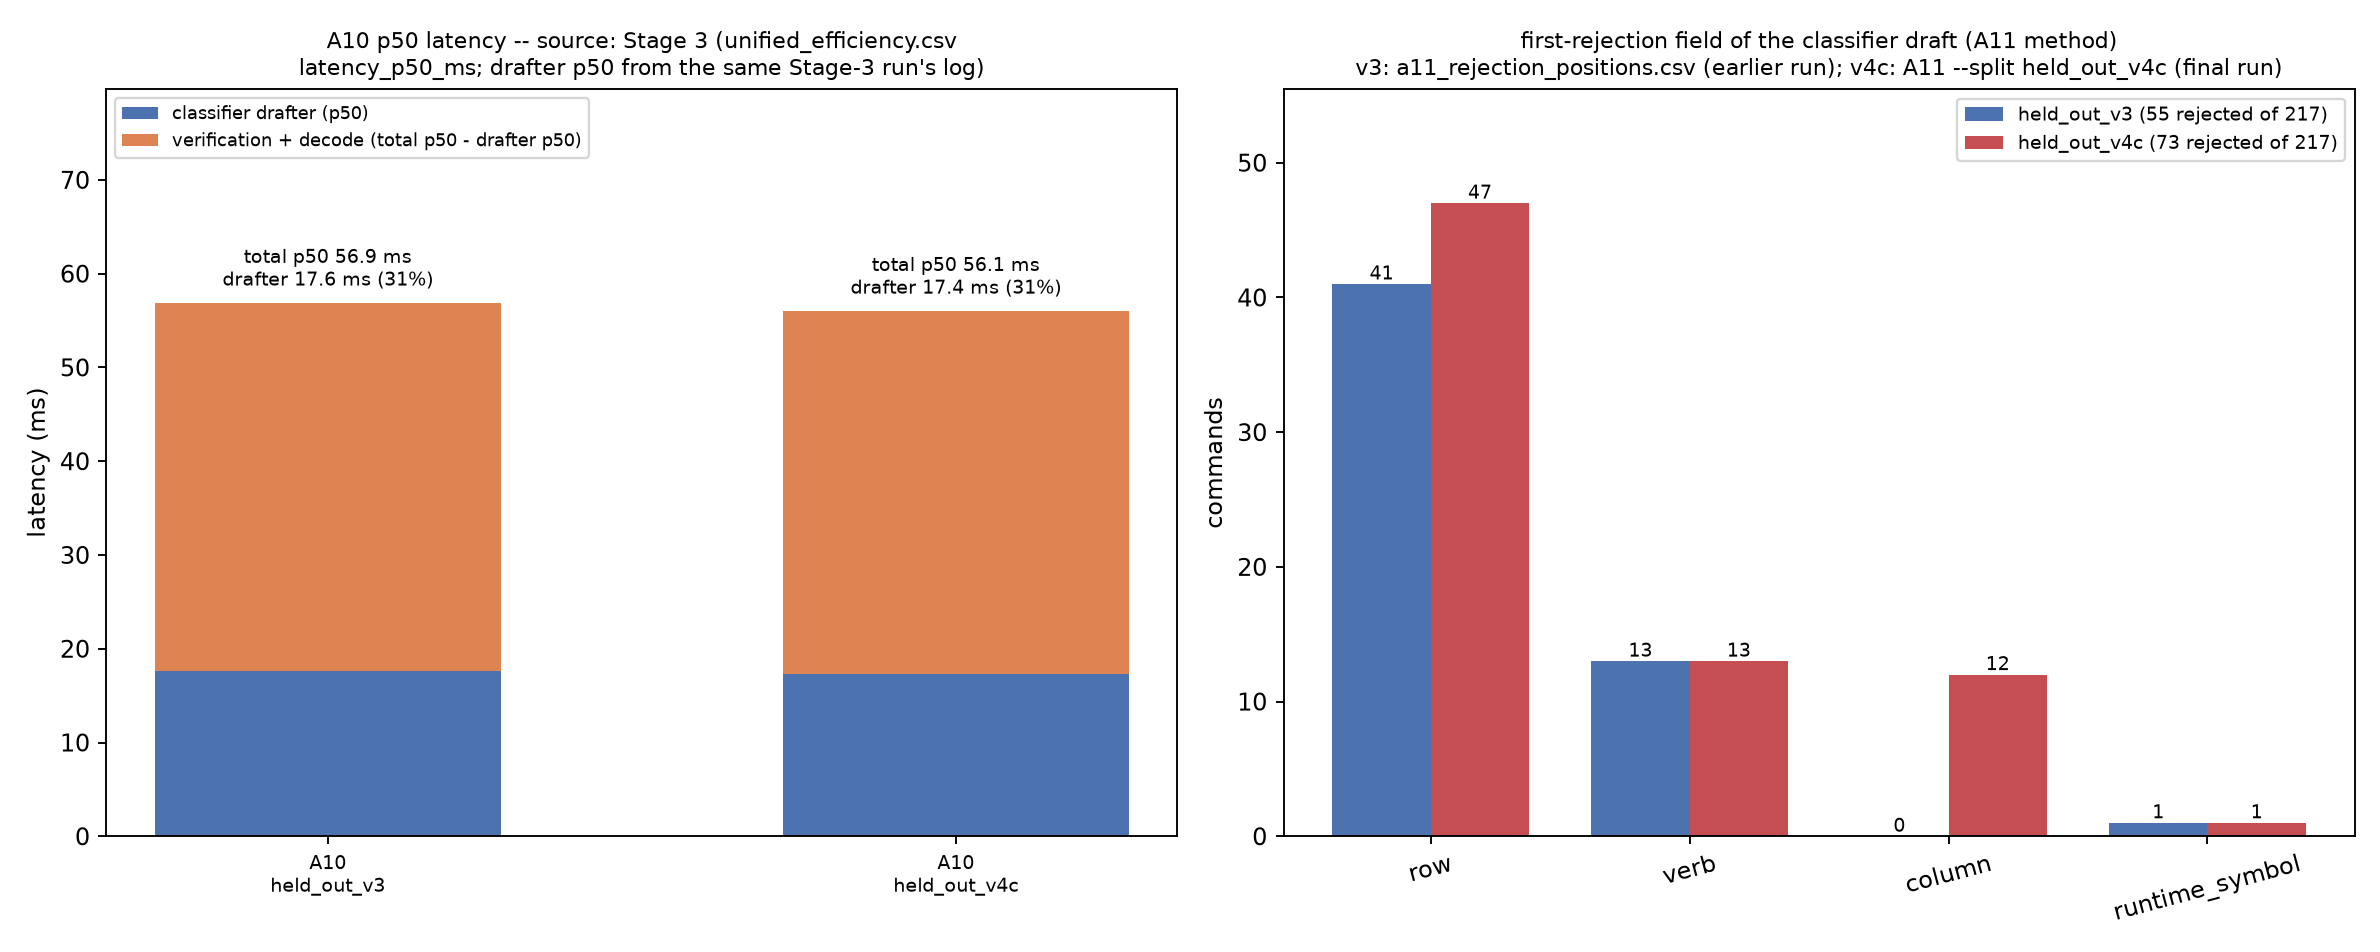 A10 p50 latency -- source: Stage 3 (unified_efficiency.csv
latency_p50_ms; drafter p50 from the same Stage-3 run's log)
classifier drafter (p50)
verification + decode (total p50 - drafter p50)
latency (ms)
70
60
50
40
30
20
10
0
total p50 56.9 ms
drafter 17.6 ms (31%)
total p50 56.1 ms
drafter 17.4 ms (31%)
A10
held_out_v3
A10
held_out_v4c
first-rejection field of the classifier draft (A11 method)
v3: a11_rejection_positions.csv (earlier run); v4c: A11 --split held_out_v4c (final run)
held_out_v3 (55 rejected of 217)
held_out_v4c (73 rejected of 217)
commands
50
40
30
20
10
0
41
47
13
13
0
12
1
1
row
verb
column
runtime_symbol